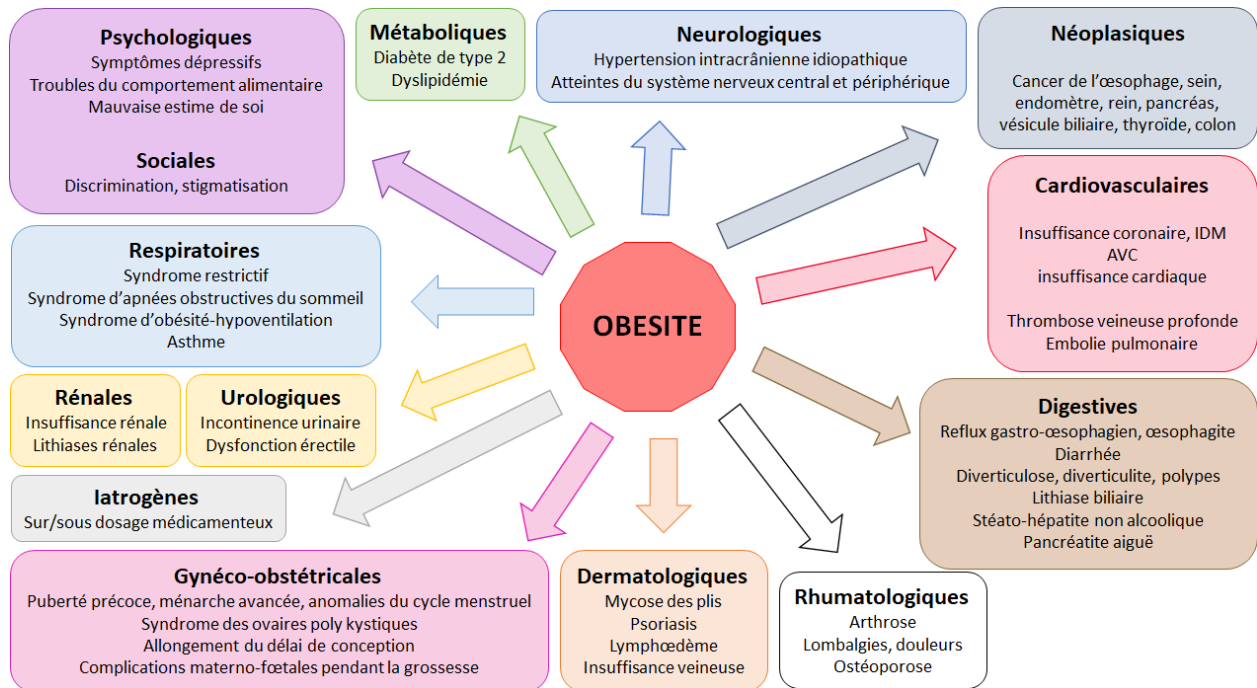 Psychologiques
Symptômes dépressifs
Troubles du comportement alimentaire
Mauvaise estime de soi
Sociales
Discrimination, stigmatisation
Métaboliques
Diabète de type 2
Dyslipidémie
Neurologiques
Hypertension intracrânienne idiopathique
Atteintes du système nerveux central et périphérique
Néoplasiques
Cancer de l'œsophage, sein,
endomètre, rein, pancréas,
vésicule biliaire, thyroïde, colon
Cardiovasculaires
Insuffisance coronaire, IDM
AVC
insuffisance cardiaque
Thrombose veineuse profonde
Embolie pulmonaire
Respiratoires
Syndrome restrictif
Syndrome d'apnées obstructives du sommeil
Syndrome d'obésité-hypoventilation
Asthme
OBESITE
Rénales
Insuffisance rénale
Lithiases rénales
Urologiques
Incontinence urinaire
Dysfonction érectile
Digestives
Reflux gastro-œsophagien, œsophagite
Diarrhée
Diverticulose, diverticulite, polypes
Lithiase biliaire
Stéato-hépatite non alcoolique
Pancréatite aiguë
Iatrogènes
Sur/sous dosage médicamenteux
Gynéco-obstétricales
Puberté précoce, ménarche avancée, anomalies du cycle menstruel
Syndrome des ovaires poly kystiques
Allongement du délai de conception
Complications materno-fœtales pendant la grossesse
Dermatologiques
Mycose des plis
Psoriasis
Lymphœdème
Insuffisance veineuse
Rhumatologiques
Arthrose
Lombalgies, douleurs
Ostéoporose